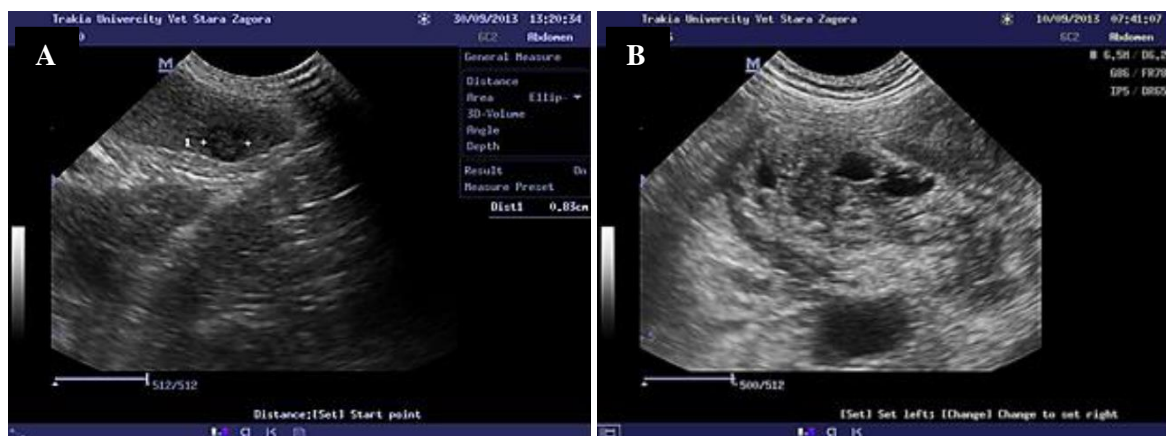 Trakia Univercity Vet Stara Zagora
30/09/2013 13:20:34
GC2 Abdomen
A
M
General Measure
Distance
Area Ellip-
3D-Volume
Angle
Depth
Result On
Measure Preset
Dist1 0.83cm
1
512/512
Distance:[Set] Start point
Trakia Univercity Vet Stara Zagora
10/09/2013 07:41:07
GC2 Abdomen
B
M
500/512
[Set] Set left; [Change] Change to set right